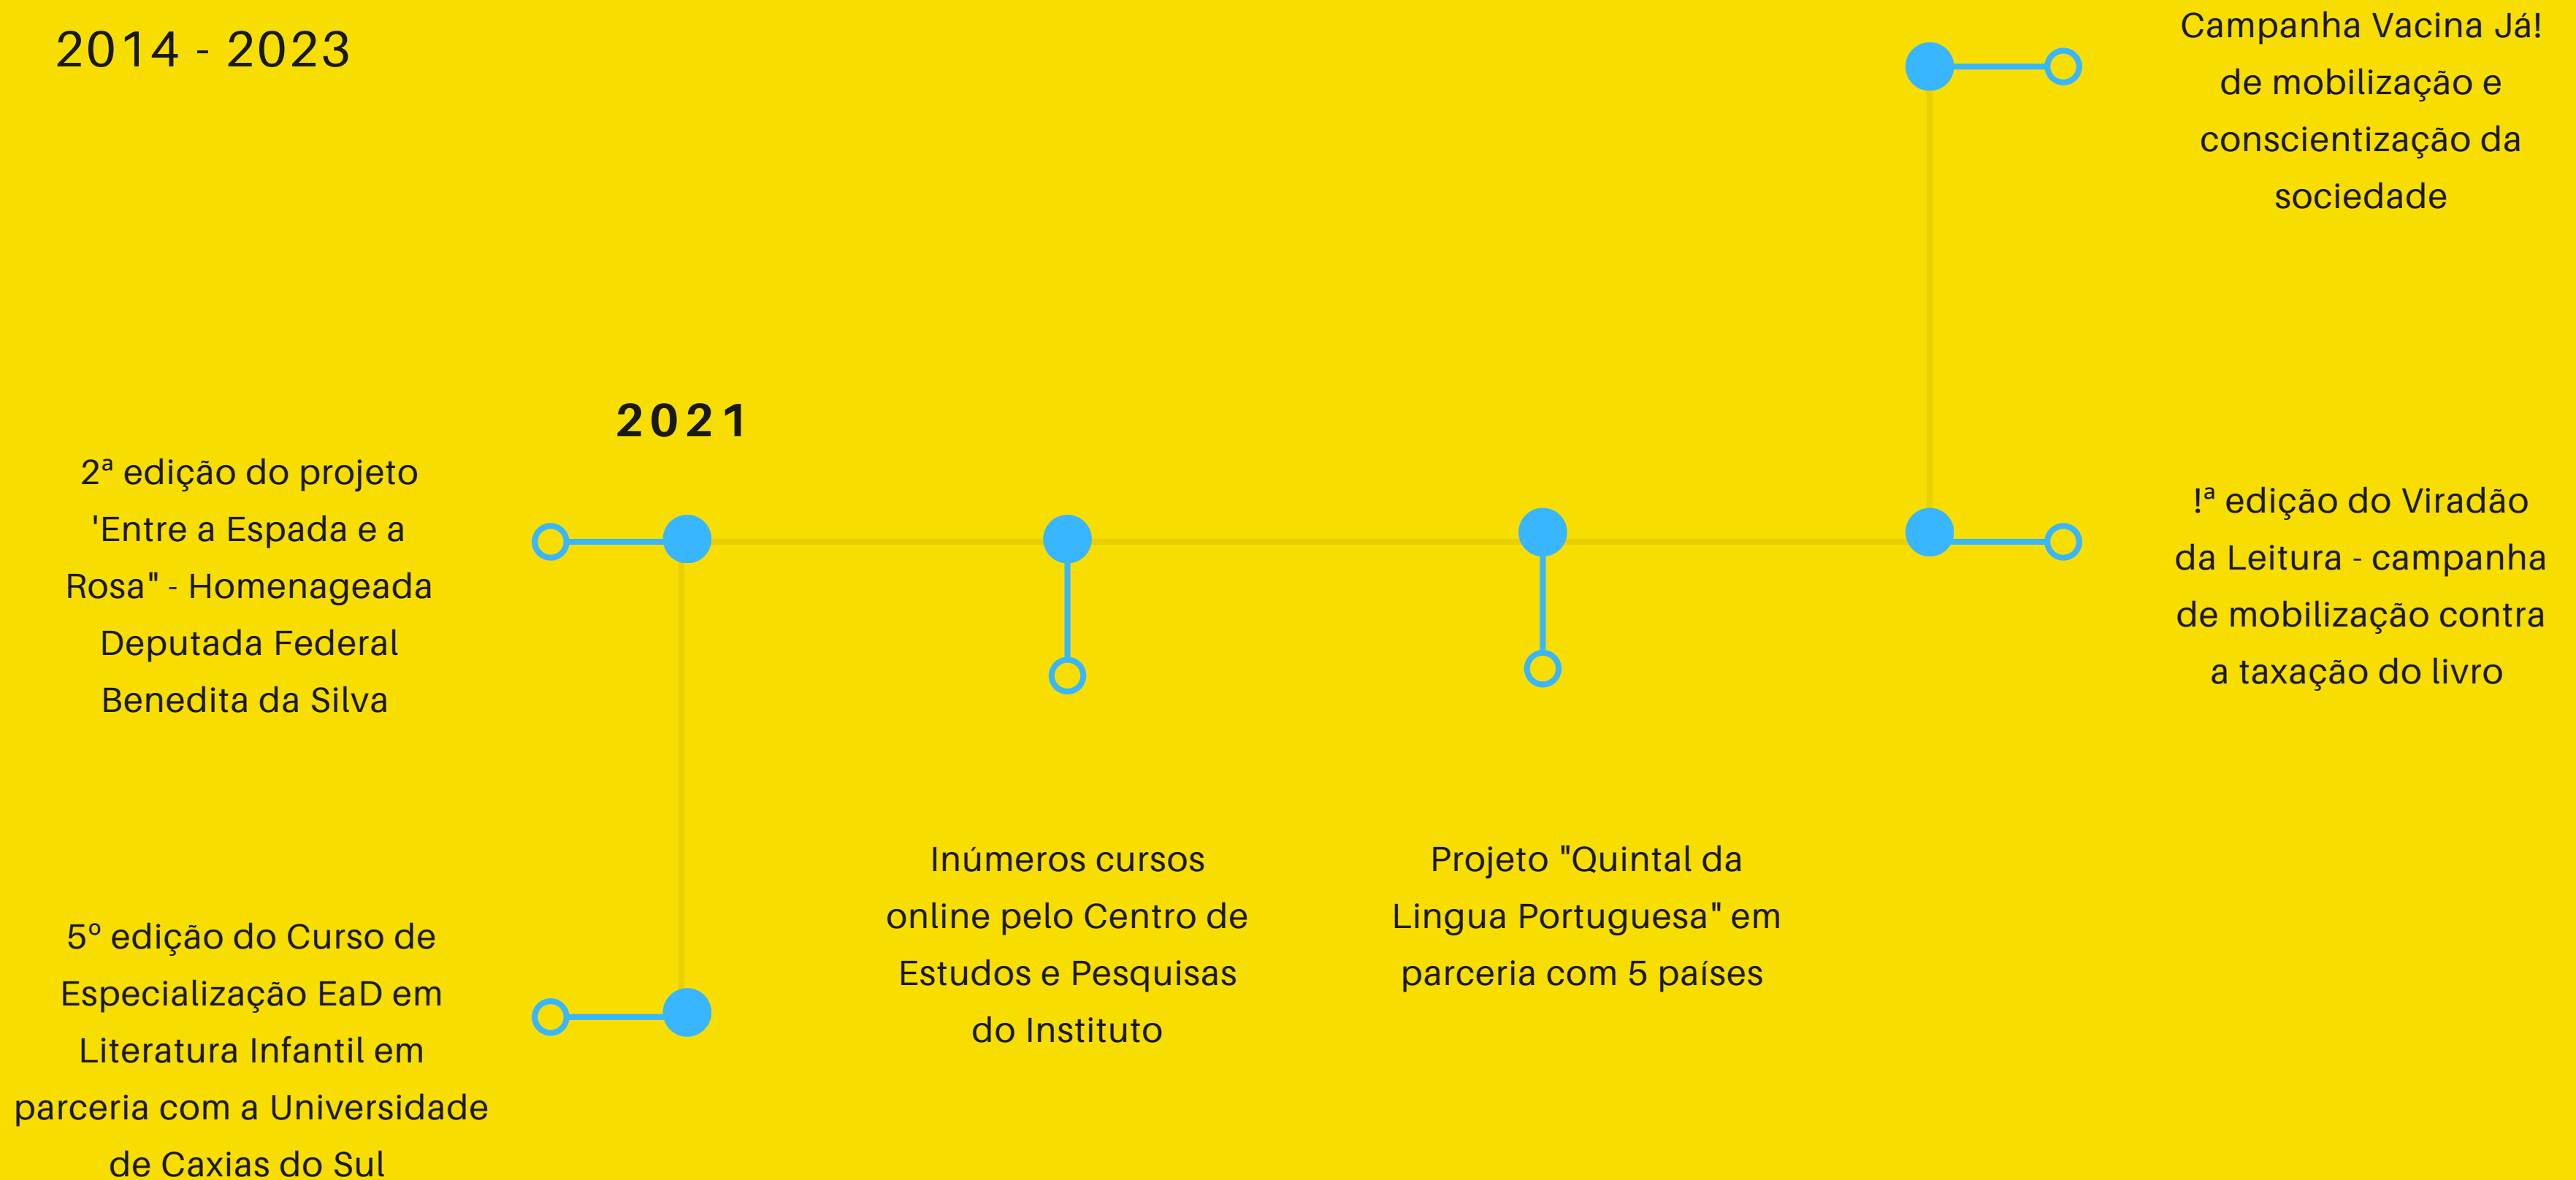 2014 - 2023
Campanha Vacina Já!
de mobilização e
conscientização da
sociedade
2021
2ª edição do projeto
'Entre a Espada e a
Rosa" - Homenageada
Deputada Federal
Benedita da Silva
!ª edição do Viradão
da Leitura - campanha
de mobilização contra
a taxação do livro
5º edição do Curso de
Especialização EaD em
Literatura Infantil em
parceria com a Universidade
de Caxias do Sul
Inúmeros cursos
online pelo Centro de
Estudos e Pesquisas
do Instituto
Projeto "Quintal da
Lingua Portuguesa" em
parceria com 5 países